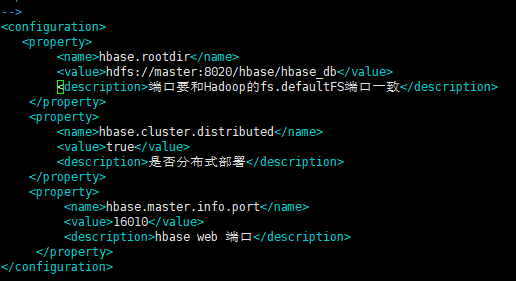 -->
<configuration>
<property>
<name>hbase.rootdir</name>
<value>hdfs://master:8020/hbase/hbase_db</value>
<description>端口要和Hadoop的fs.defaultFS端口一致</description>
</property>
<property>
<name>hbase.cluster.distributed</name>
<value>true</value>
<description>是否分布式部署</description>
</property>
<property>
<name>hbase.master.info.port</name>
<value>16010</value>
<description>hbase web 端口</description>
</property>
</configuration>